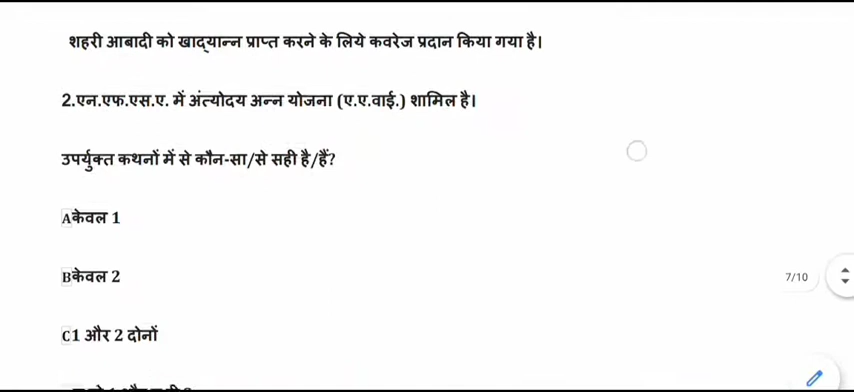 शहरी आबादी को खाद्यान्न प्राप्त करने के लिये कवरेज प्रदान किया गया है।
2.एन.एफ.एस.ए. में अंत्योदय अन्न योजना (ए.ए.वाई.) शामिल है।
उपर्युक्त कथनों में से कौन-सा/से सही है/हैं?
Aकेवल 1
Bकेवल 2
7/10
C1 और 2 दोनों